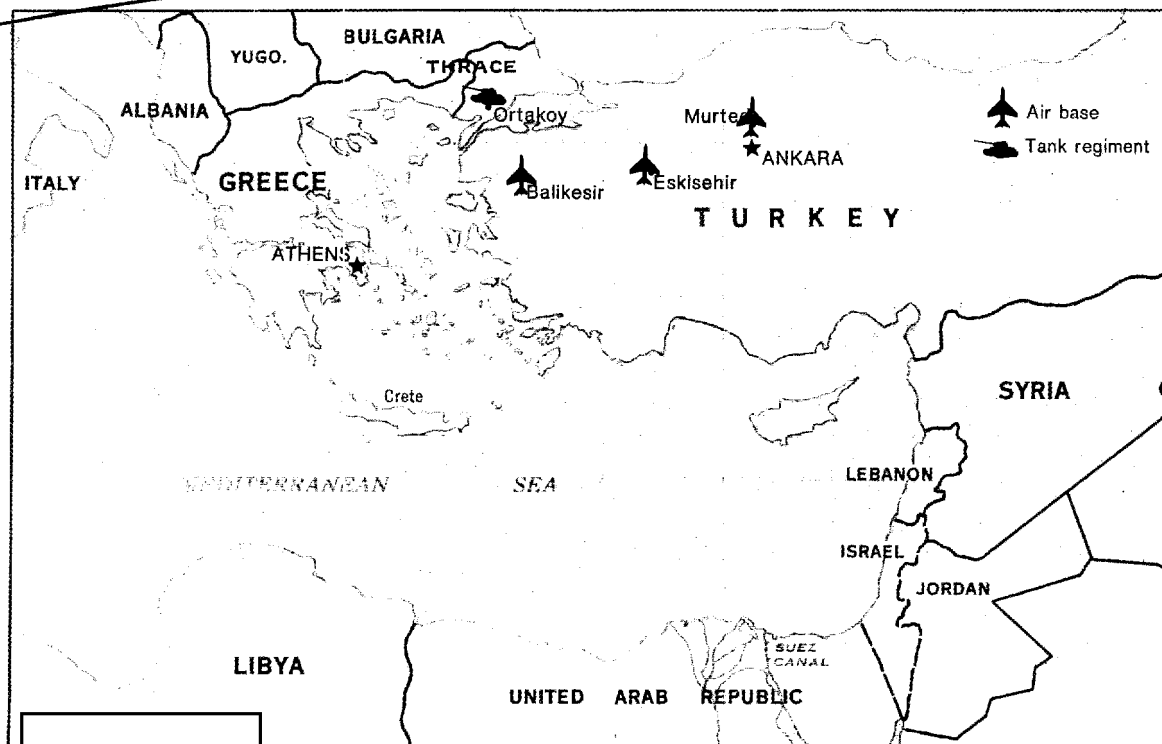 BULGARIA
YUGO.
THRACE
ALBANIA
Ortakoy
Murted
Air base
Tank regiment
ANKARA
ITALY
GREECE
Balikesir
Eskisehir
TURKEY
ATHENS
Crete
SYRIA
MEDITERRANEAN SEA
LEBANON
ISRAEL
JORDAN
SUEZ
CANAL
LIBYA
UNITED ARAB REPUBLIC